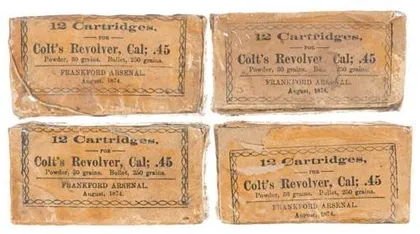 12 Cartridges,
FOR
Colt's Revolver, Cal; .45
Powder, 30 grains. Bullet, 250 grains.
FRANKFORD ARSENAL.
August, 1874.
12 Cartridges,
FOR
Colt's Revolver, Cal; .45
Powder, 30 grains. 250 grains.
FRANKFORD ARSENAL.
August, 1874.
12 Cartridges,
FOR
Colt's Revolver, Cal; .45
Powder, 30 grains. Bullet, 250 grains.
FRANKFORD ARSENAL.
August, 1874.
12 Cartridges,
FOR
Colt's Revolver, Cal; .45
Powder, 30 grains. Bullet, 250 grains.
FRANKFORD ARSENAL.
August, 1874.